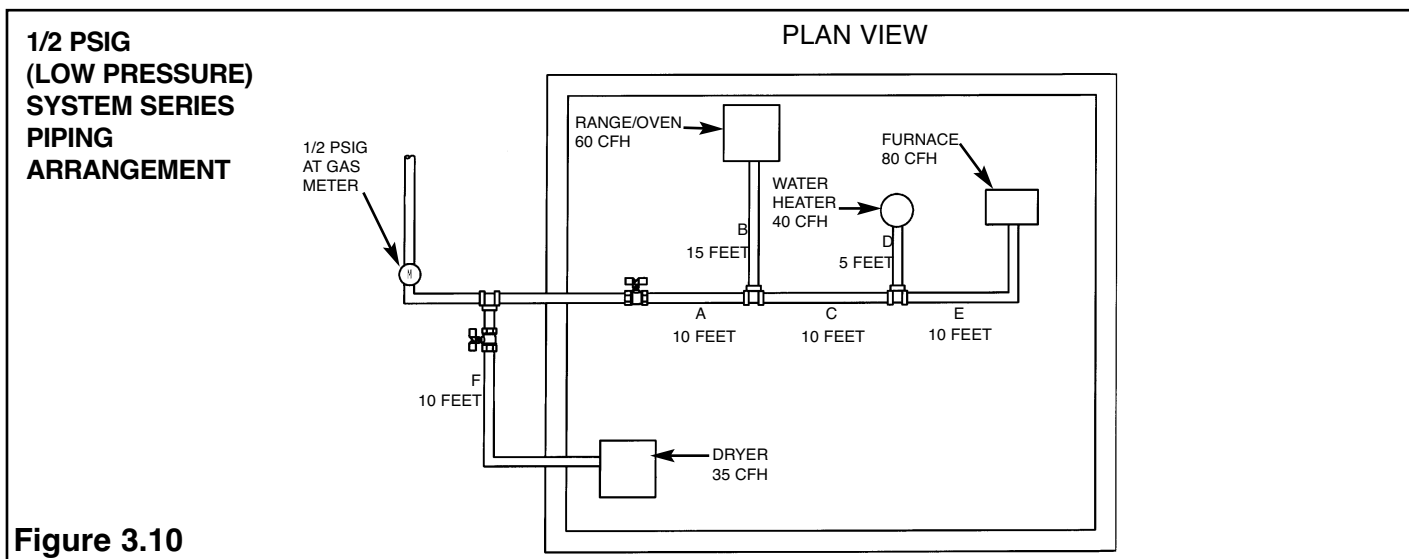 1/2 PSIG
(LOW PRESSURE)
SYSTEM SERIES
PIPING
ARRANGEMENT
PLAN VIEW
1/2 PSIG
AT GAS
METER
M
RANGE/OVEN
60 CFH
WATER
HEATER
40 CFH
FURNACE
80 CFH
B
15 FEET
D
5 FEET
A
10 FEET
C
10 FEET
E
10 FEET
F
10 FEET
DRYER
35 CFH
Figure 3.10